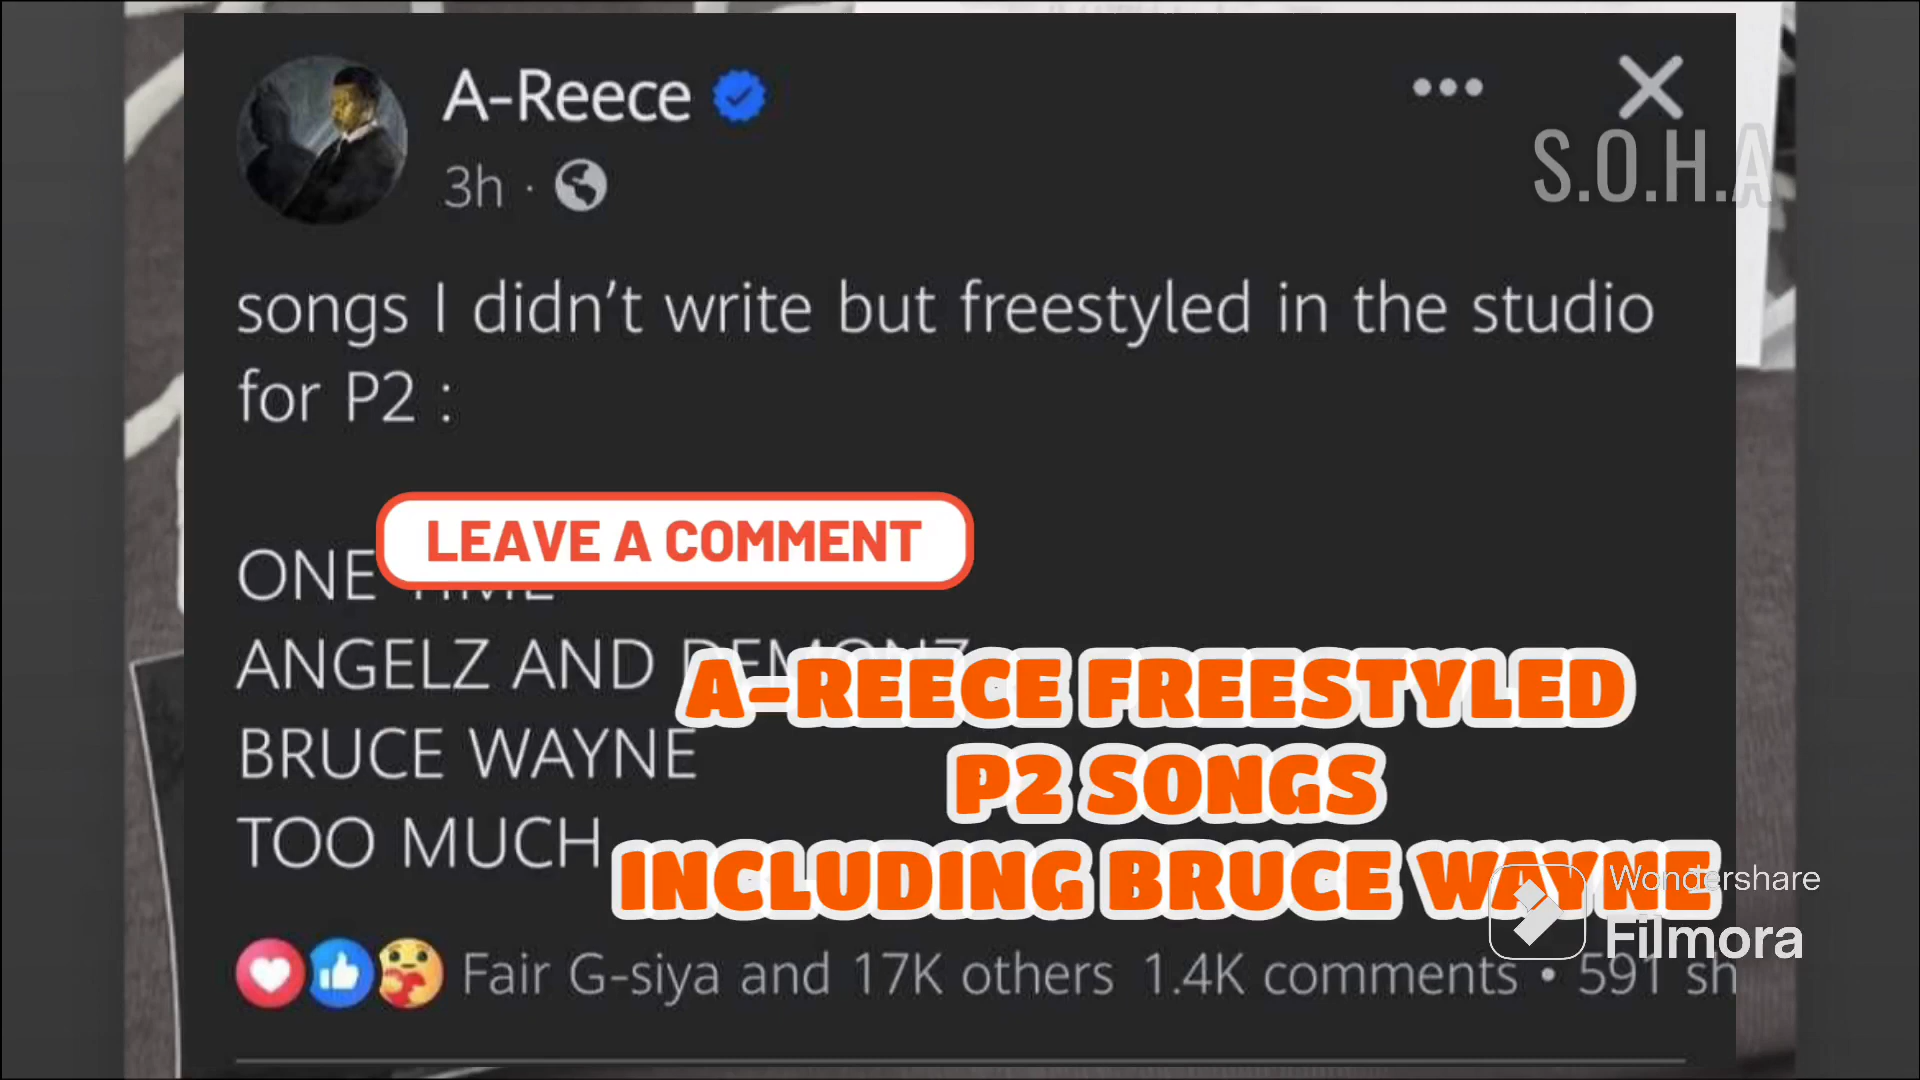 A-Reece
3h ·
S.O.H.A
songs I didn't write but freestyled in the studio
for P2 :
LEAVE A COMMENT
ONE TIME
ANGELZ AND DEMONZ
BRUCE WAYNE
TOO MUCH
A-REECE FREESTYLED
P2 SONGS
INCLUDING BRUCE WAYNE
Wondershare
Filmora
Fair G-siya and 17K others 1.4K comments • 591 sh